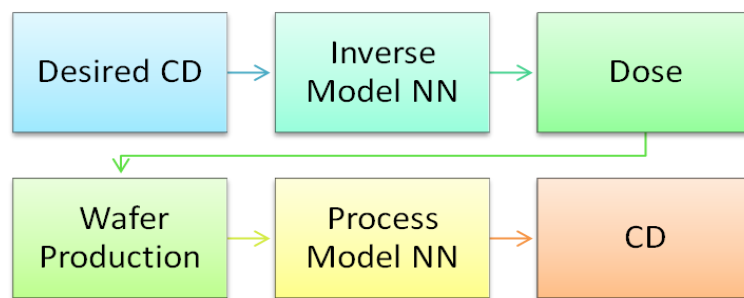 Desired CD
Inverse
Model NN
Dose
Wafer
Production
Process
Model NN
CD